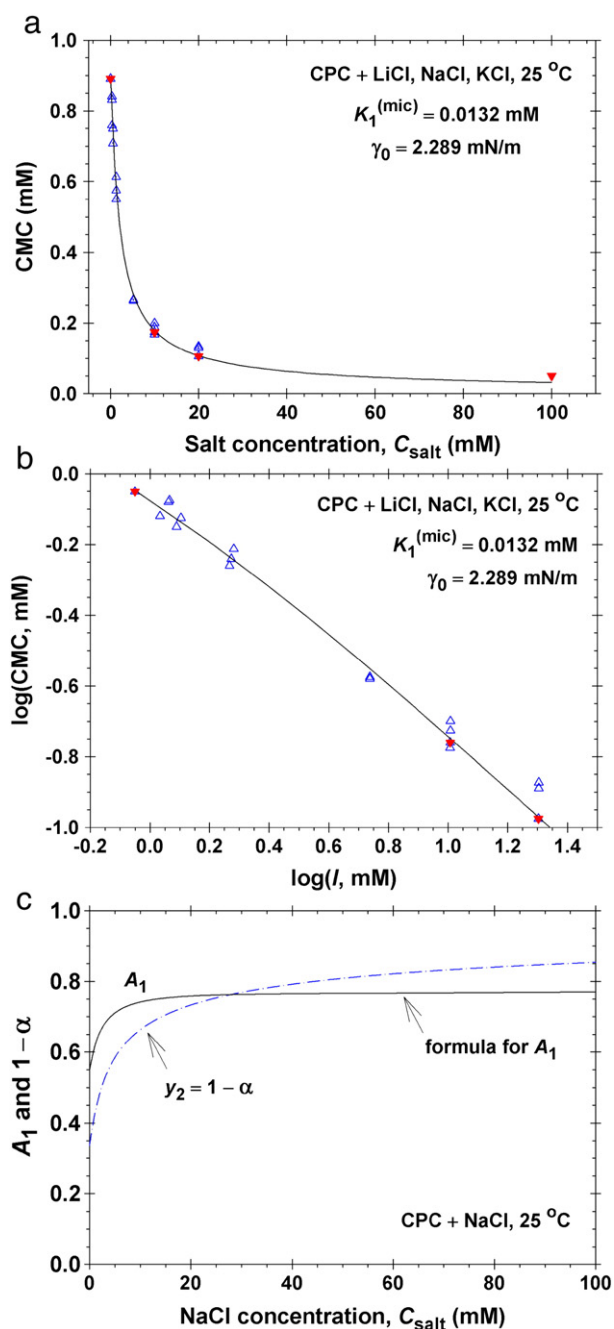 a
1.0
0.8
0.6
0.4
0.2
0.0
CMC (mM)
CPC + LiCl, NaCl, KCl, 25 °C
K₁⁽ᵐⁱᶜ⁾ = 0.0132 mM
γ₀ = 2.289 mN/m
0 20 40 60 80 100
Salt concentration, C_salt (mM)
b
0.0
-0.2
-0.4
-0.6
-0.8
-1.0
log(CMC, mM)
CPC + LiCl, NaCl, KCl, 25 °C
K₁⁽ᵐⁱᶜ⁾ = 0.0132 mM
γ₀ = 2.289 mN/m
-0.2 0.0 0.2 0.4 0.6 0.8 1.0 1.2 1.4
log(I, mM)
c
1.0
0.8
0.6
0.4
0.2
0.0
A₁ and 1 – α
A₁
formula for A₁
y₂ = 1 – α
CPC + NaCl, 25 °C
0 20 40 60 80 100
NaCl concentration, C_salt (mM)